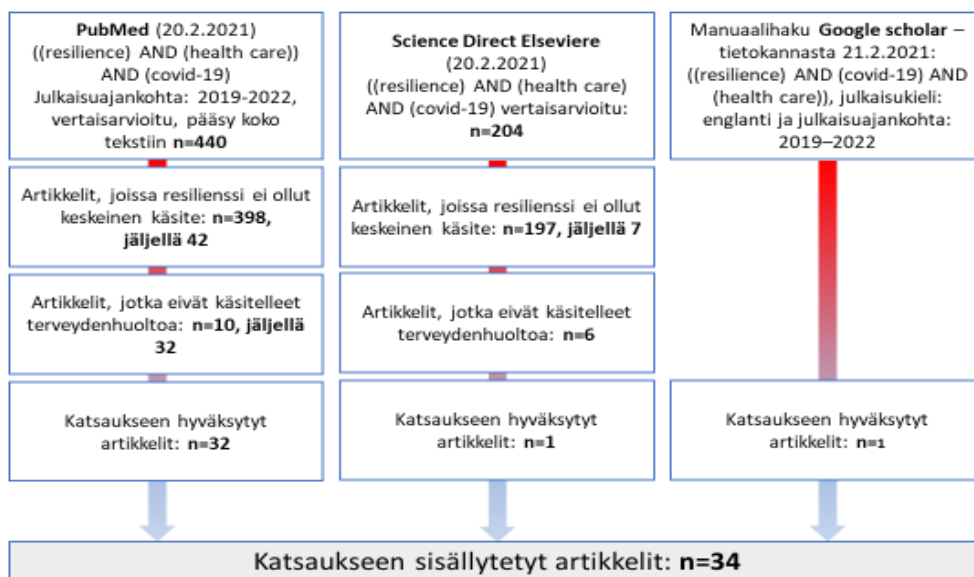 PubMed (20.2.2021)
((resilience) AND (health care))
AND (covid-19)
Julkaisuajankohta: 2019-2022,
vertaisarvioitu, pääsy koko
tekstiin n=440
Artikkelit, joissa resilienssi ei ollut
keskeinen käsite: n=398,
jäljellä 42
Artikkelit, jotka eivät käsitelleet
terveydenhuoltoa: n=10, jäljellä
32
Katsaukseen hyväksytyt
artikkelit: n=32
Science Direct Elseviere
(20.2.2021)
((resilience) AND (health care)
AND (covid-19) vertaisarvioitu:
n=204
Artikkelit, joissa resilienssi ei ollut
keskeinen käsite: n=197, jäljellä 7
Artikkelit, jotka eivät käsitelleet
terveydenhuoltoa: n=6
Katsaukseen hyväksytyt
artikkelit: n=1
Manuaalihaku Google scholar –
tietokannasta 21.2.2021:
((resilience) AND (covid-19) AND
(health care)), julkaisukieli:
englanti ja julkaisuajankohta:
2019–2022
Katsaukseen hyväksytyt
artikkelit: n=1
Katsaukseen sisällytetyt artikkelit: n=34